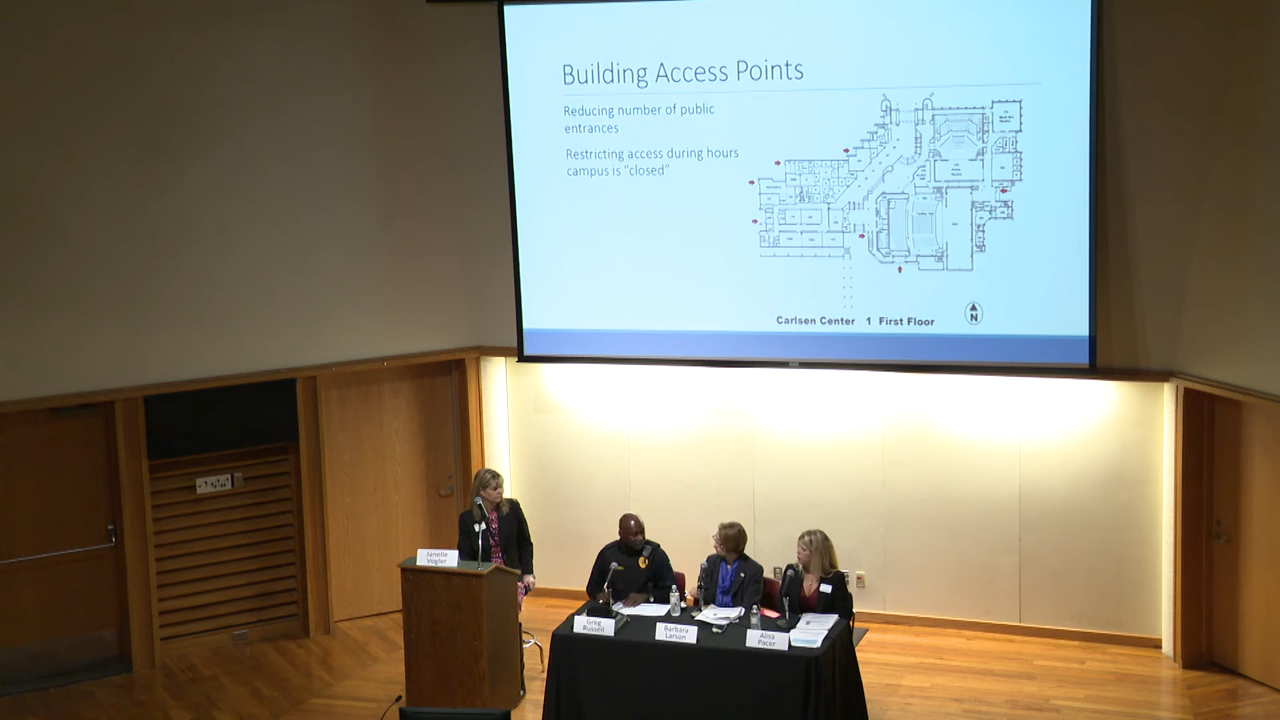 Building Access Points
Reducing number of public
entrances
Restricting access during hours
campus is “closed”
Carlsen Center 1 First Floor
N
Janelle
Vogler
Greg
Russell
Barbara
Larson
Alisa
Pacer